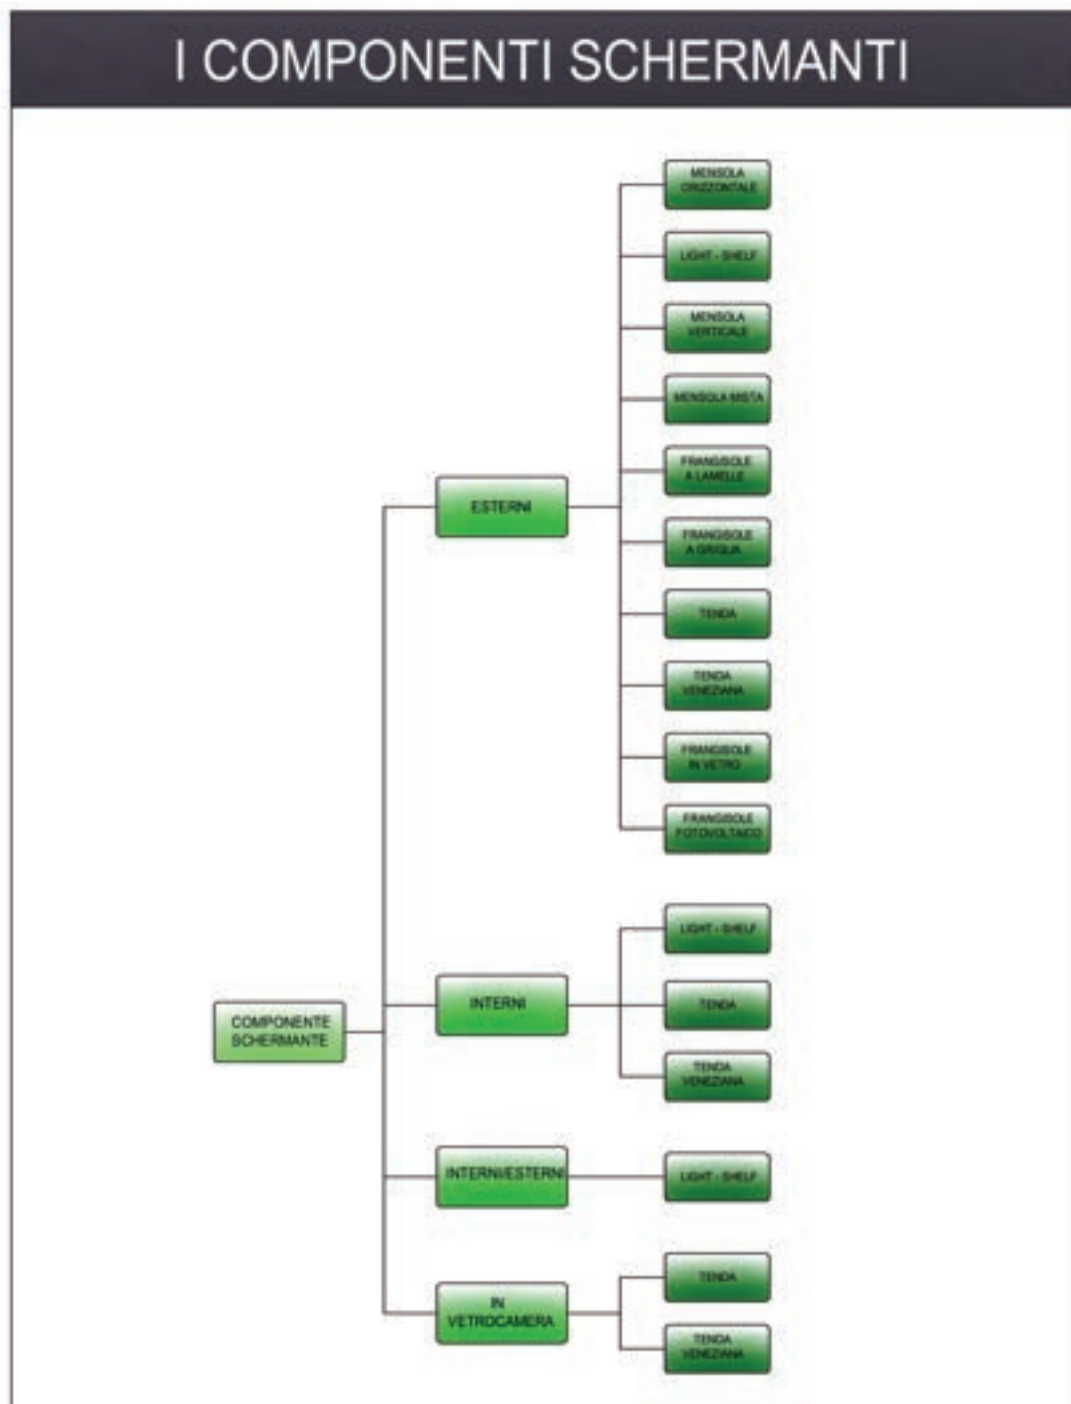 I COMPONENTI SCHERMANTI
MENSOLA
ORIZZONTALE
LIGHT - SHELF
MENSOLA
VERTICALE
MENSOLA MISTA
FRANGISOLE
A LAMELLE
ESTERNI
FRANGISOLE
A GRIGLIA
TENDA
TENDA
VENEZIANA
FRANGISOLE
IN VETRO
FRANGISOLE
FOTOVOLTAICO
LIGHT - SHELF
INTERNI
TENDA
COMPONENTE
SCHERMANTE
TENDA
VENEZIANA
INTERNI/ESTERNI
LIGHT - SHELF
TENDA
IN
VETROCAMERA
TENDA
VENEZIANA